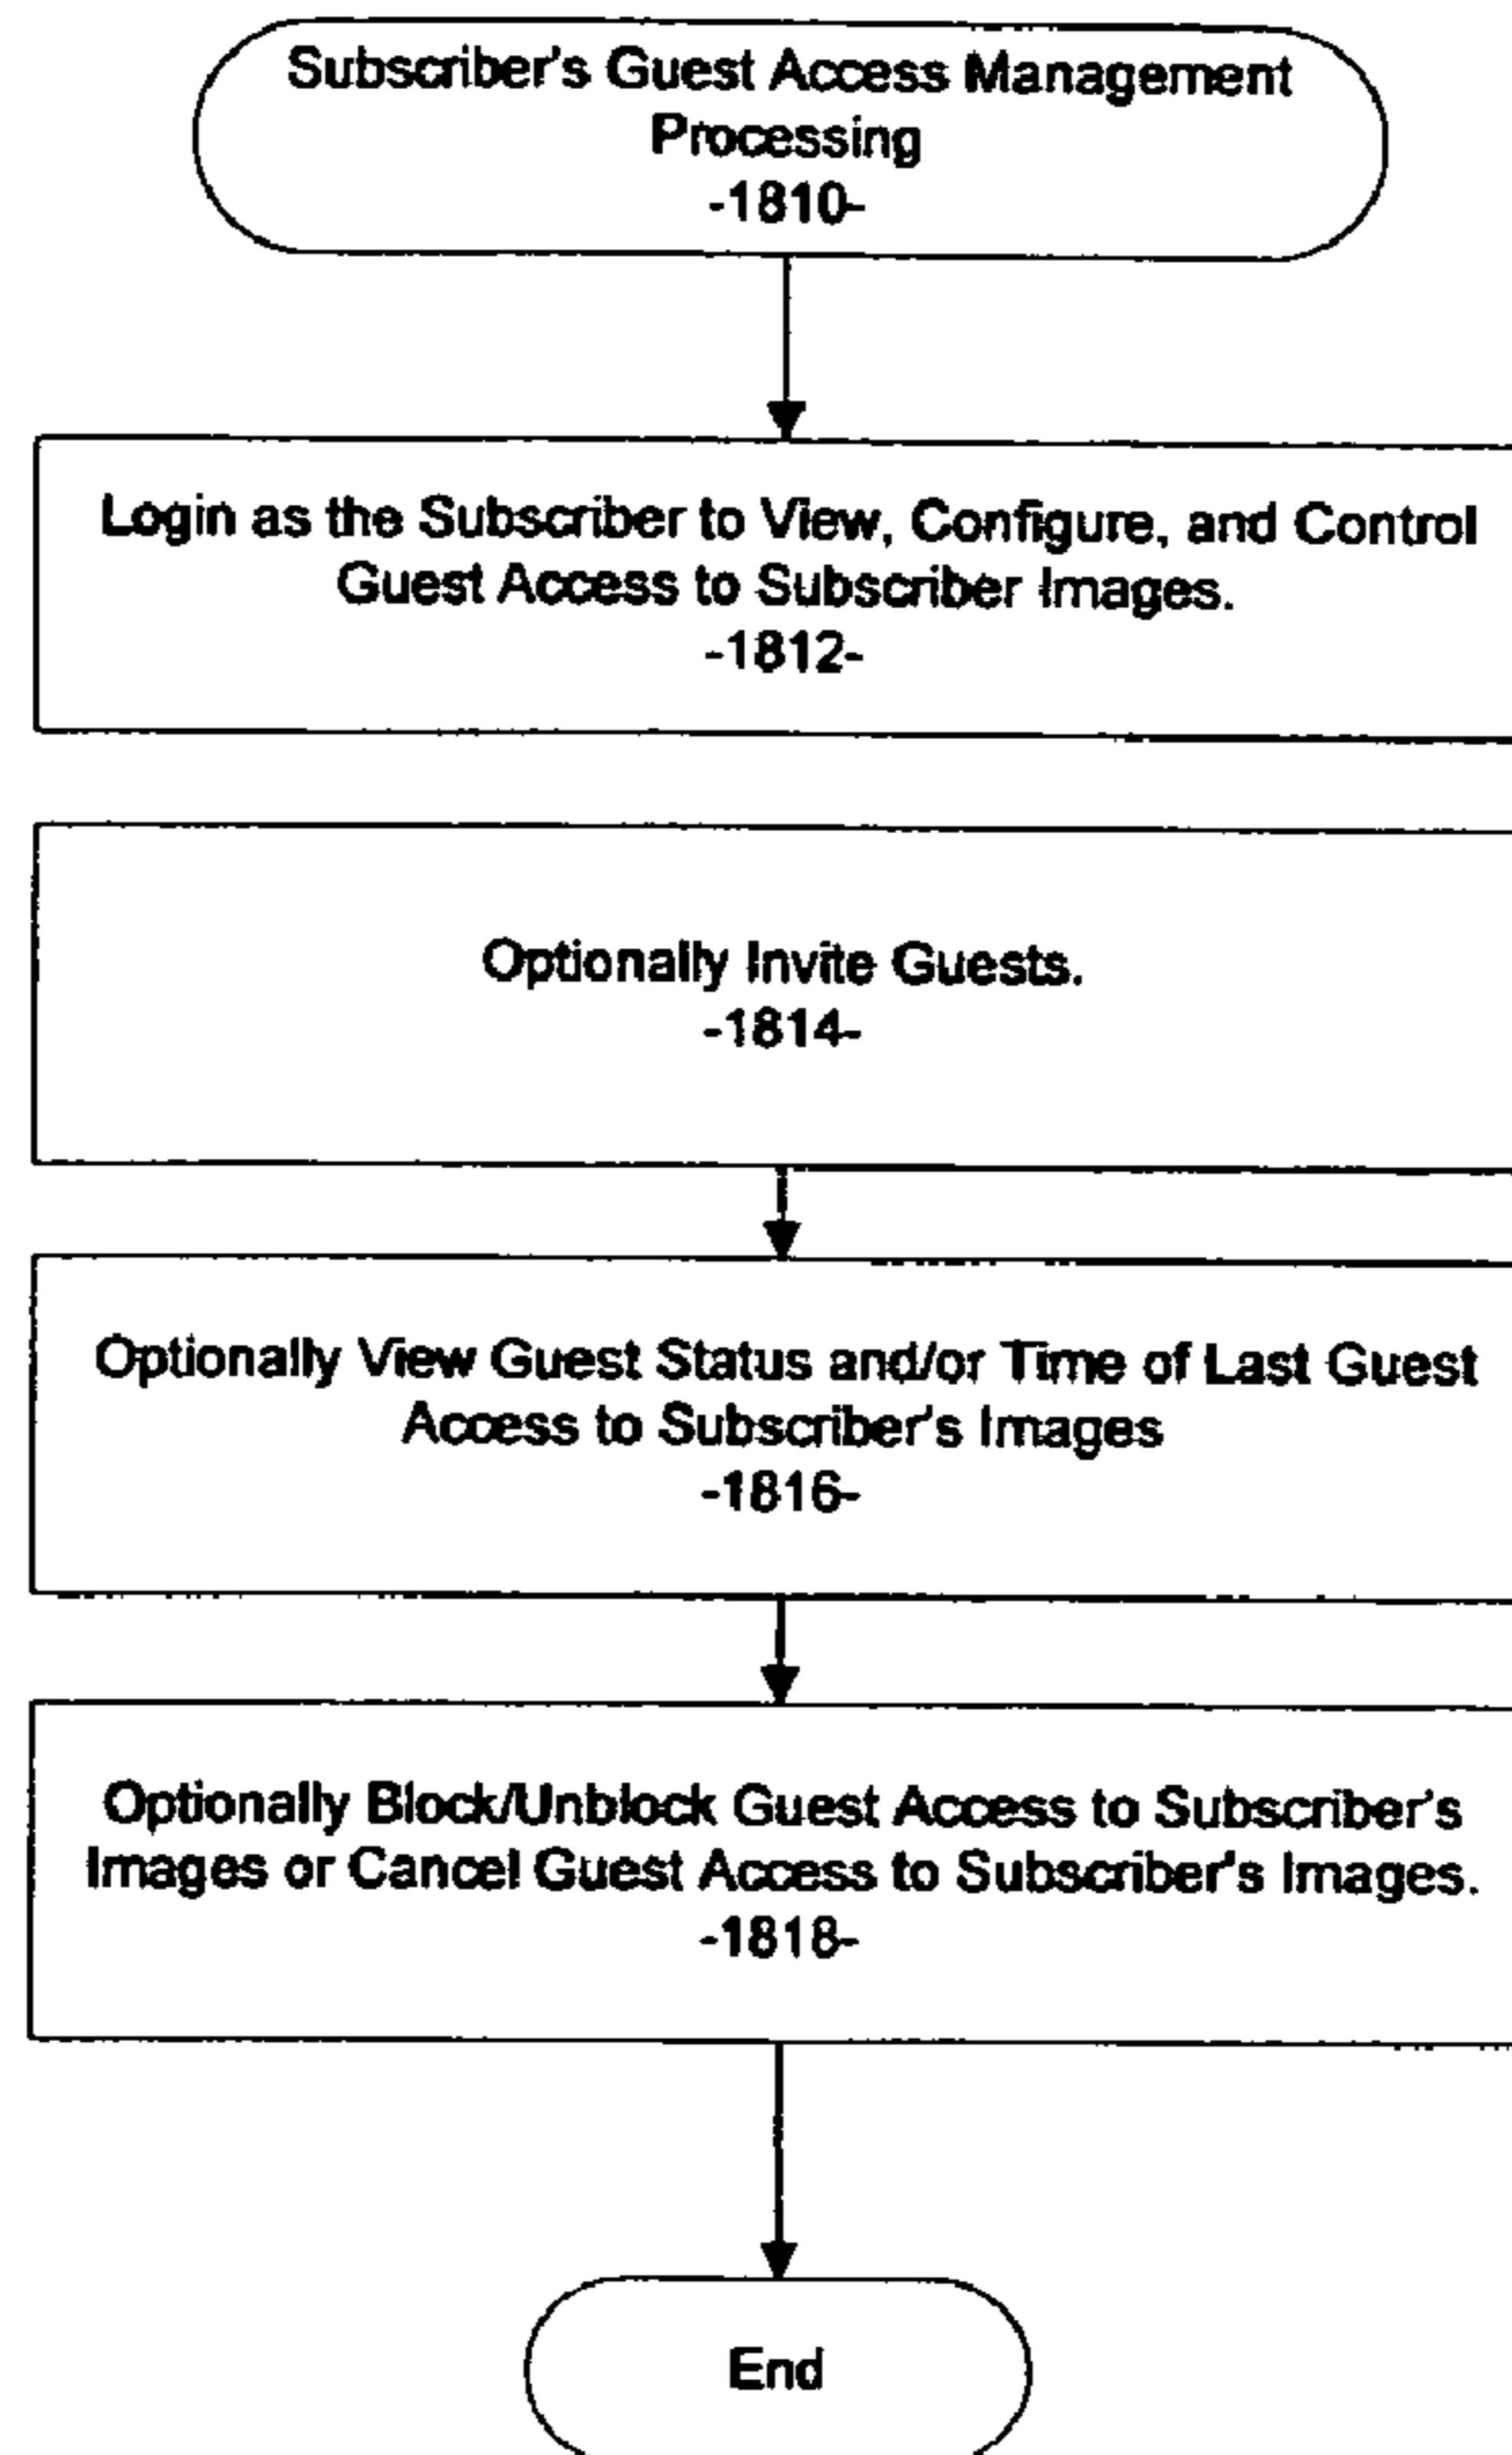 Subscriber's Guest Access Management
Processing
-1810-
Login as the Subscriber to View, Configure, and Control
Guest Access to Subscriber Images.
-1812-
Optionally Invite Guests.
-1814-
Optionally View Guest Status and/or Time of Last Guest
Access to Subscriber's Images
-1816-
Optionally Block/Unblock Guest Access to Subscriber's
Images or Cancel Guest Access to Subscriber's Images.
-1818-
End